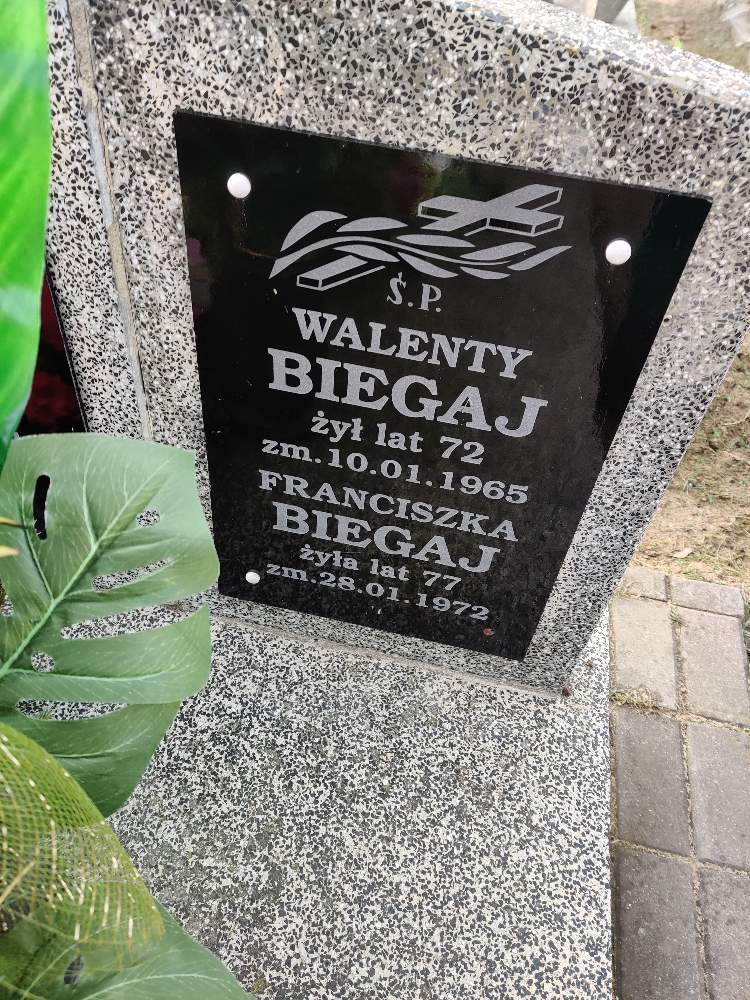 Ś.P.
WALENTY
BIEGAJ
żył lat 72
zm.10.01.1965
FRANCISZKA
BIEGAJ
żyła lat 77
zm.28.01.1972